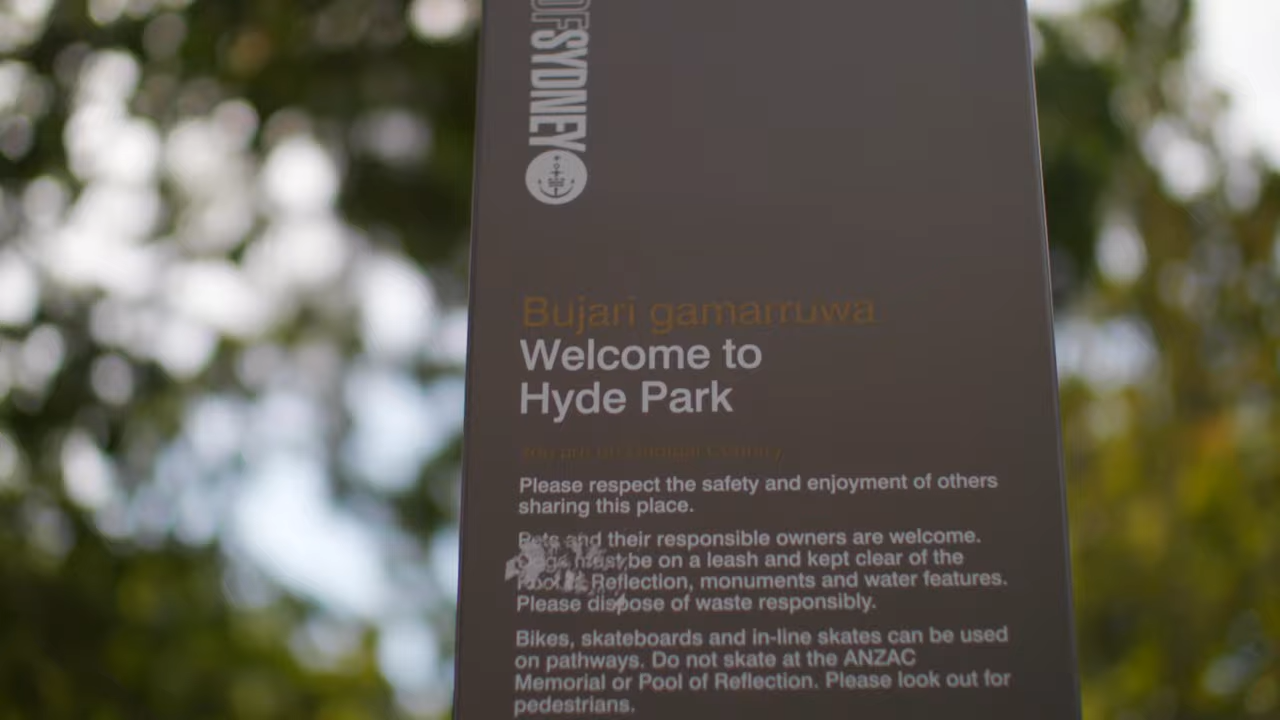 OF SYDNEY
Bujari gamarruwa
Welcome to
Hyde Park
You are on
Please respect the safety and enjoyment of others
sharing this place.
Pets and their responsible owners are welcome.
Dogs must be on a leash and kept clear of the
Pool of Reflection, monuments and water features.
Please dispose of waste responsibly.
Bikes, skateboards and in-line skates can be used
on pathways. Do not skate at the ANZAC
Memorial or Pool of Reflection. Please look out for
pedestrians.